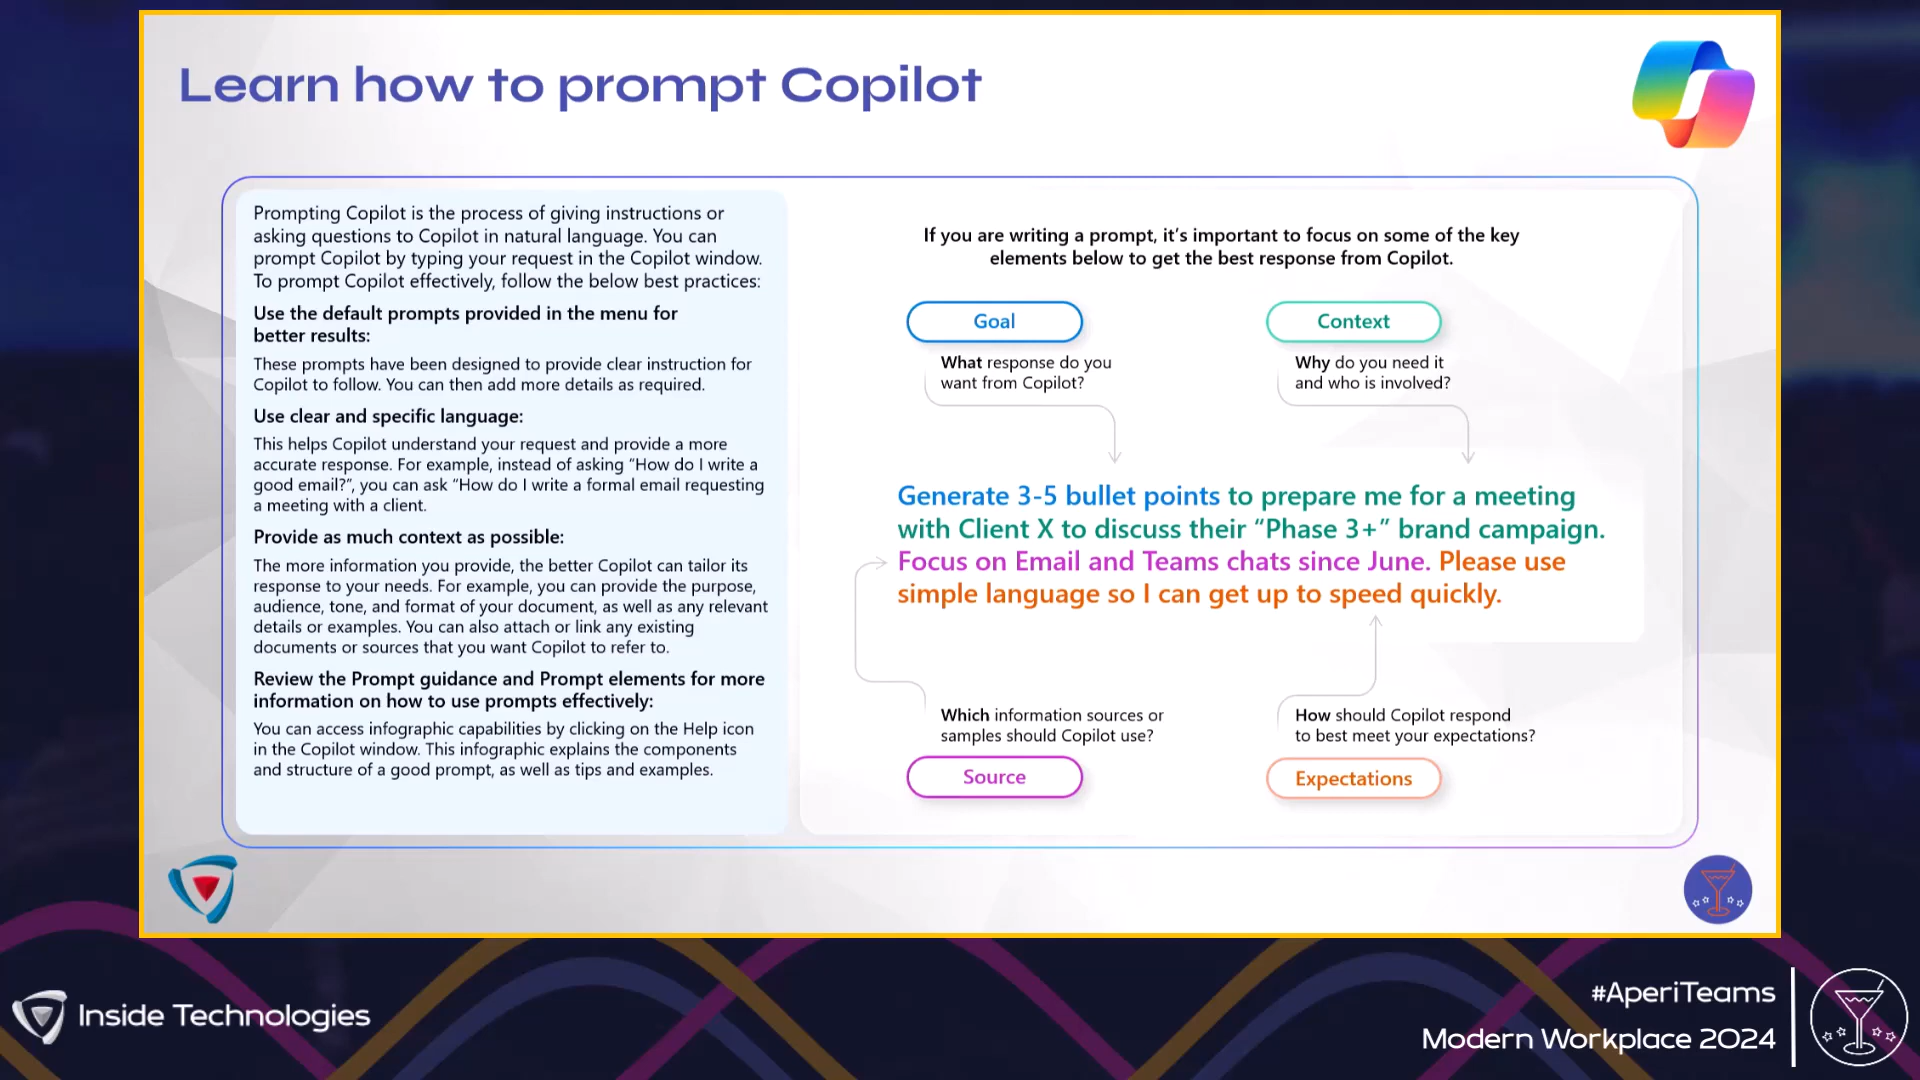 Learn how to prompt Copilot
Prompting Copilot is the process of giving instructions or
asking questions to Copilot in natural language. You can
prompt Copilot by typing your request in the Copilot window.
To prompt Copilot effectively, follow the below best practices:
Use the default prompts provided in the menu for
better results:
These prompts have been designed to provide clear instruction for
Copilot to follow. You can then add more details as required.
Use clear and specific language:
This helps Copilot understand your request and provide a more
accurate response. For example, instead of asking “How do I write a
good email?”, you can ask “How do I write a formal email requesting
a meeting with a client.
Provide as much context as possible:
The more information you provide, the better Copilot can tailor its
response to your needs. For example, you can provide the purpose,
audience, tone, and format of your document, as well as any relevant
details or examples. You can also attach or link any existing
documents or sources that you want Copilot to refer to.
Review the Prompt guidance and Prompt elements for more
information on how to use prompts effectively:
You can access infographic capabilities by clicking on the Help icon
in the Copilot window. This infographic explains the components
and structure of a good prompt, as well as tips and examples.
If you are writing a prompt, it’s important to focus on some of the key
elements below to get the best response from Copilot.
Goal
What response do you
want from Copilot?
Context
Why do you need it
and who is involved?
Generate 3-5 bullet points to prepare me for a meeting
with Client X to discuss their “Phase 3+” brand campaign.
Focus on Email and Teams chats since June. Please use
simple language so I can get up to speed quickly.
Which information sources or
samples should Copilot use?
Source
How should Copilot respond
to best meet your expectations?
Expectations
Inside Technologies
#AperiTeams
Modern Workplace 2024